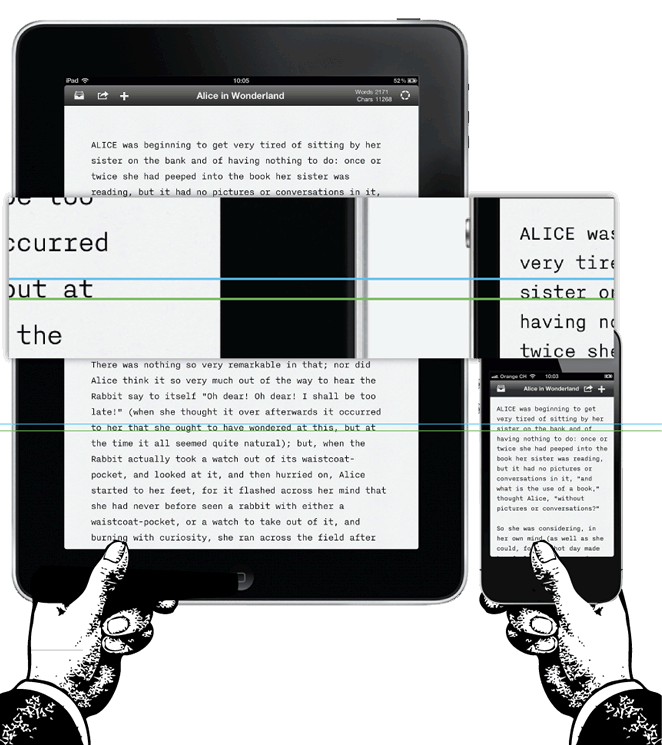 iPad 10:05 52%
Alice in Wonderland
Words 2171
Chars 11268
ALICE was beginning to get very tired of sitting by her
sister on the bank and of having nothing to do: once or
twice she had peeped into the book her sister was
reading, but it had no pictures or conversations in it,
be too
ccurred
out at
the
ALICE was
very tire
sister on
having no
twice she
There was nothing so very remarkable in that; nor did
Alice think it so very much out of the way to hear the
Rabbit say to itself "Oh dear! Oh dear! I shall be too
late!" (when she thought it over afterwards it occurred
to her that she ought to have wondered at this, but at
the time it all seemed quite natural); but, when the
Rabbit actually took a watch out of its waistcoat-
pocket, and looked at it, and then hurried on, Alice
started to her feet, for it flashed across her mind that
she had never before seen a rabbit with either a
waistcoat-pocket, or a watch to take out of it, and
burning with curiosity, she ran across the field after
Orange CH 10:03
Alice in Wonderland
ALICE was beginning to get
very tired of sitting by her
sister on the bank and of
having nothing to do: once or
twice she had peeped into the
book her sister was reading,
but it had no pictures or
conversations in it, "and
what is the use of a book,"
thought Alice, "without
pictures or conversations?"
So she was considering, in
her own mind (as well as she
could, for hot day made